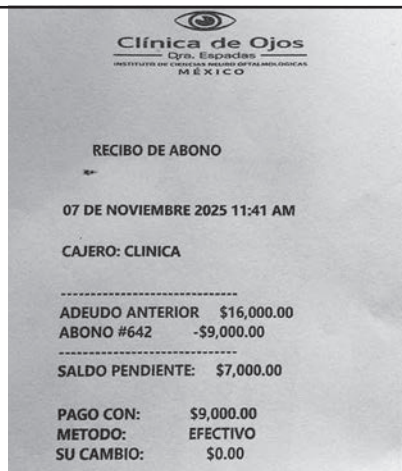 Clínica de Ojos
Dra. Espadas
INSTITUTO DE CIENCIAS NEURO OFTALMOLOGICAS
MÉXICO
RECIBO DE ABONO
07 DE NOVIEMBRE 2025 11:41 AM
CAJERO: CLINICA
------------------------------
ADEUDO ANTERIOR $16,000.00
ABONO #642 -$9,000.00
------------------------------
SALDO PENDIENTE: $7,000.00
PAGO CON: $9,000.00
METODO: EFECTIVO
SU CAMBIO: $0.00